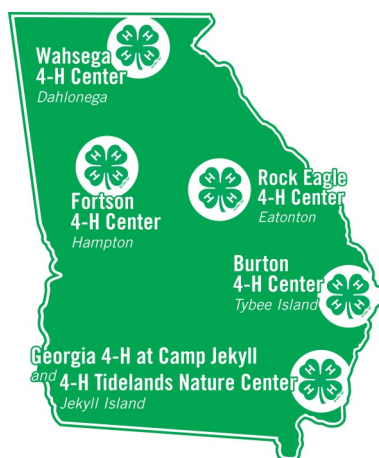 Wahsega
4-H Center
Dahlonega
H H
H H
Fortson
4-H Center
Hampton
H H
H H
Rock Eagle
4-H Center
Eatonton
H H
H H
Burton
4-H Center
Tybee Island
H H
H H
Georgia 4-H at Camp Jekyll
and 4-H Tidelands Nature Center
Jekyll Island
H H
H H